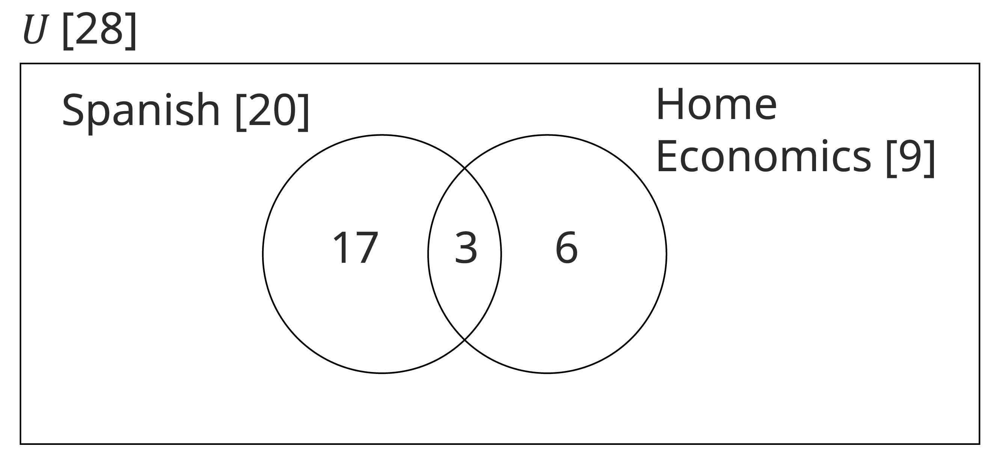 U [28]
Spanish [20]
Home
Economics [9]
17
3
6